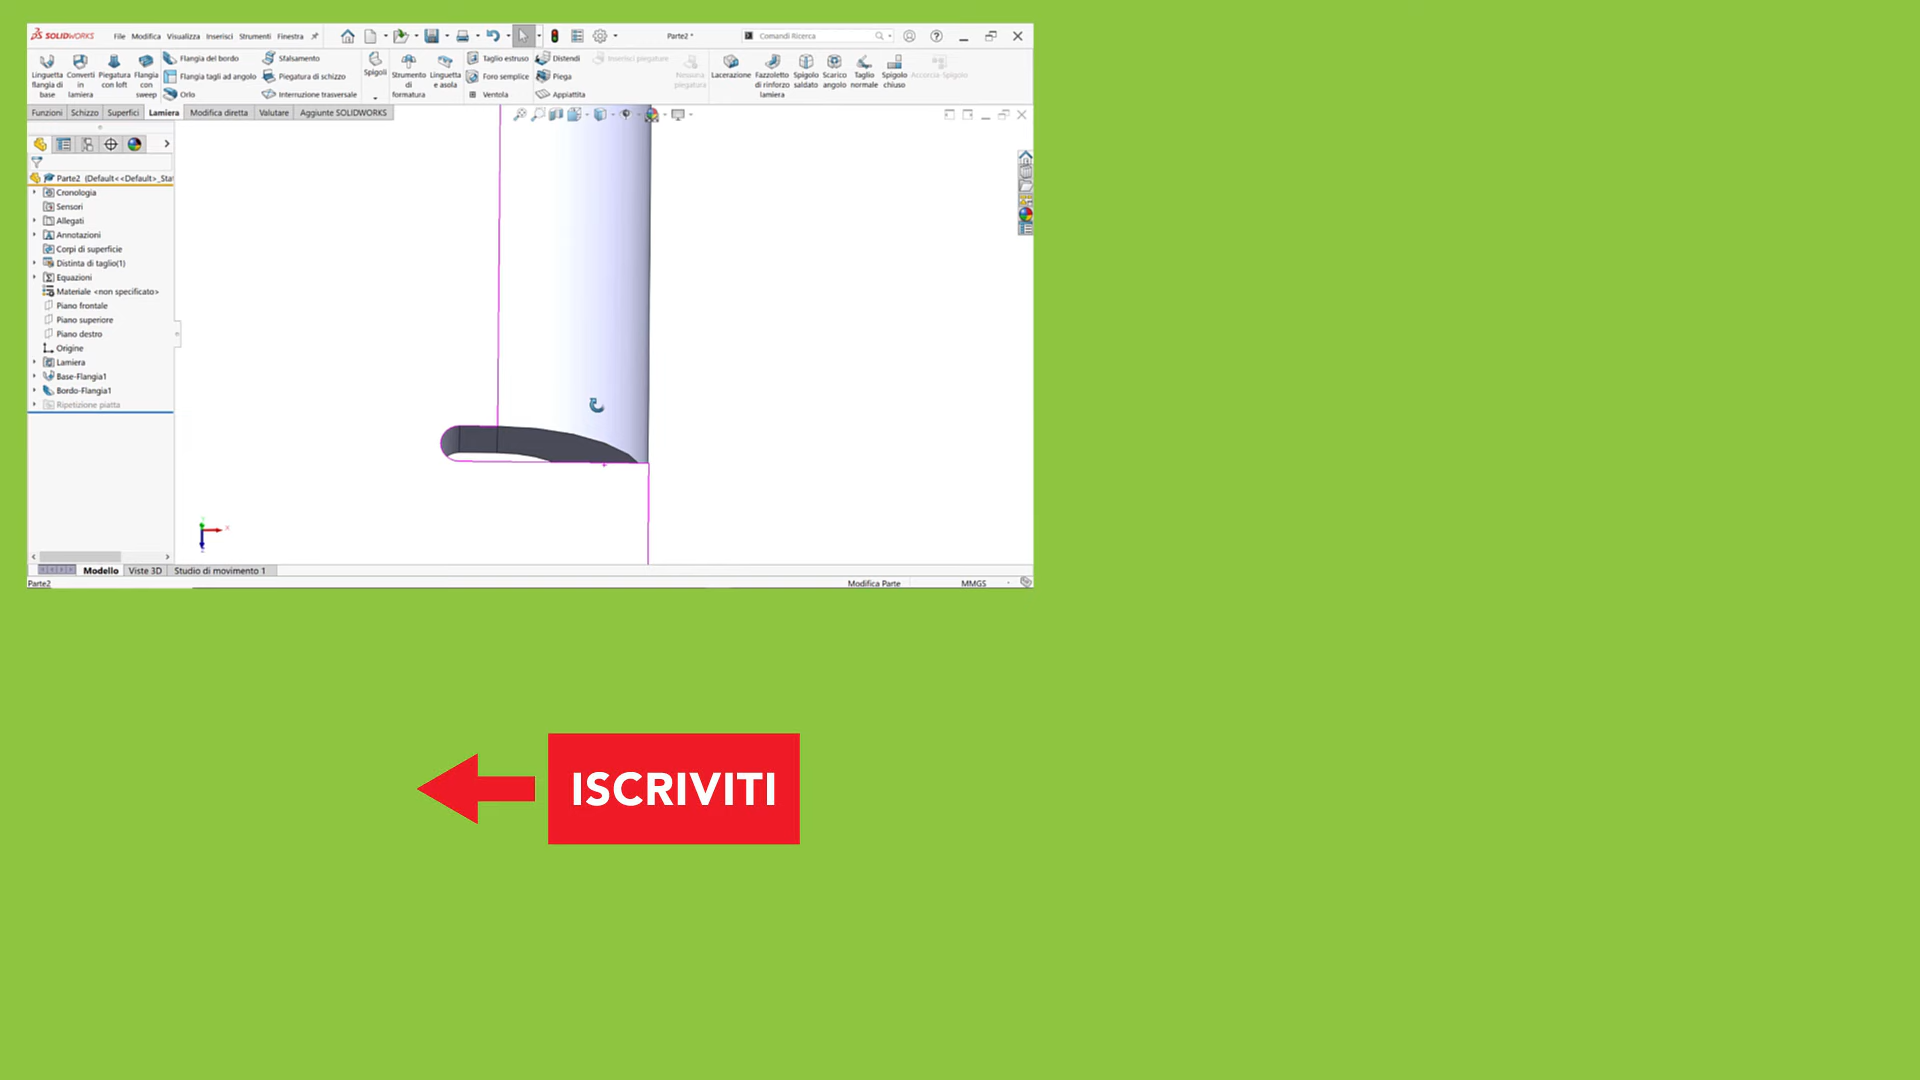 SOLIDWORKS File Modifica Visualizza Inserisci Strumenti Finestra Parte2 * Comandi Ricerca
Linguetta flangia di base
Converti in lamiera
Piegatura con loft
Flangia con sweep
Flangia del bordo
Flangia tagli ad angolo
Orlo
Sfalsamento
Piegatura di schizzo
Interruzione trasversale
Spigoli
Strumento di formatura
Linguetta e asola
Taglio estruso
Foro semplice
Ventola
Distendi
Piega
Appiattita
Inserisci piegature
Nessuna piegatura
Lacerazione
Fazzoletto di rinforzo lamiera
Spigolo saldato
Scarico angolo
Taglio normale
Spigolo chiuso
Accorcia-Spigolo
Funzioni Schizzo Superfici Lamiera Modifica diretta Valutare Aggiunte SOLIDWORKS
Parte2 (Default<<Default>_Sta
Cronologia
Sensori
Allegati
Annotazioni
Corpi di superficie
Distinta di taglio(1)
Equazioni
Materiale <non specificato>
Piano frontale
Piano superiore
Piano destro
Origine
Lamiera
Base-Flangia1
Bordo-Flangia1
Ripetizione piatta
Modello Viste 3D Studio di movimento 1
Parte2 Modifica Parte MMGS
ISCRIVITI